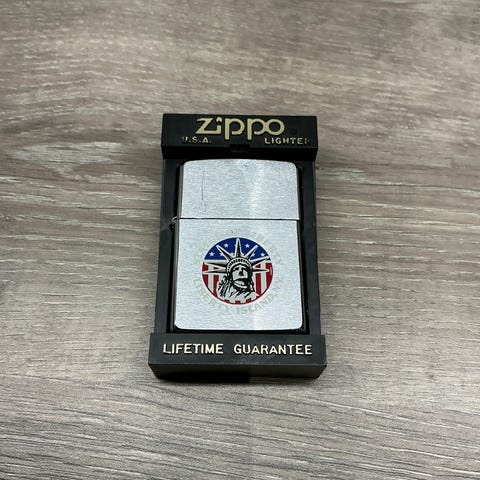 zippo
U.S.A. LIGHTER
LIBERTY ISLAND
LIFETIME GUARANTEE